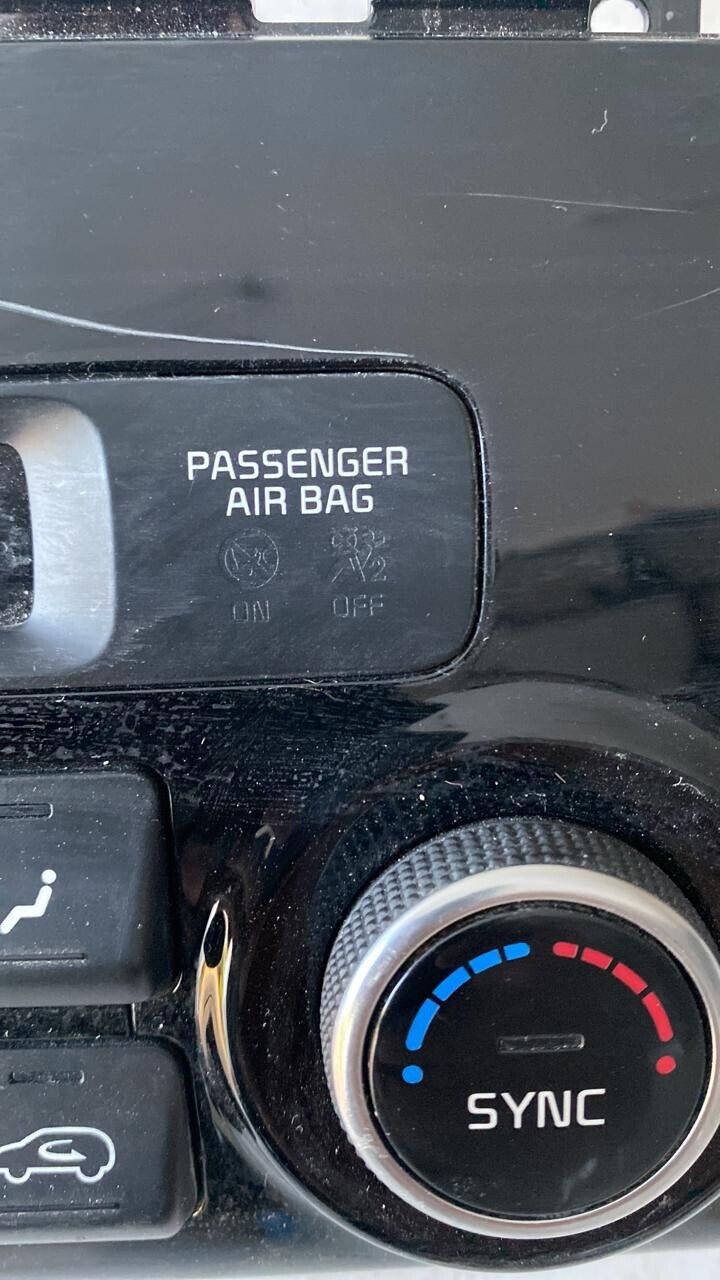 PASSENGER
AIR BAG
ON OFF
SYNC